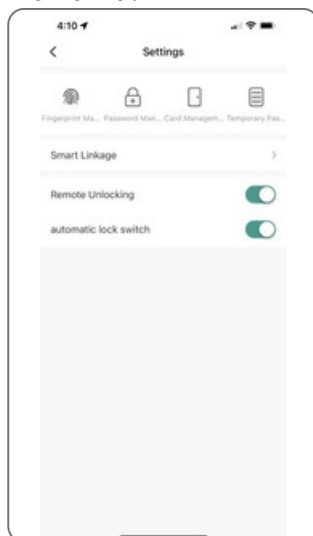 4:10
Settings
Fingerprint Ma... Password Man... Card Managem... Temporary Pas...
Smart Linkage
Remote Unlocking
automatic lock switch